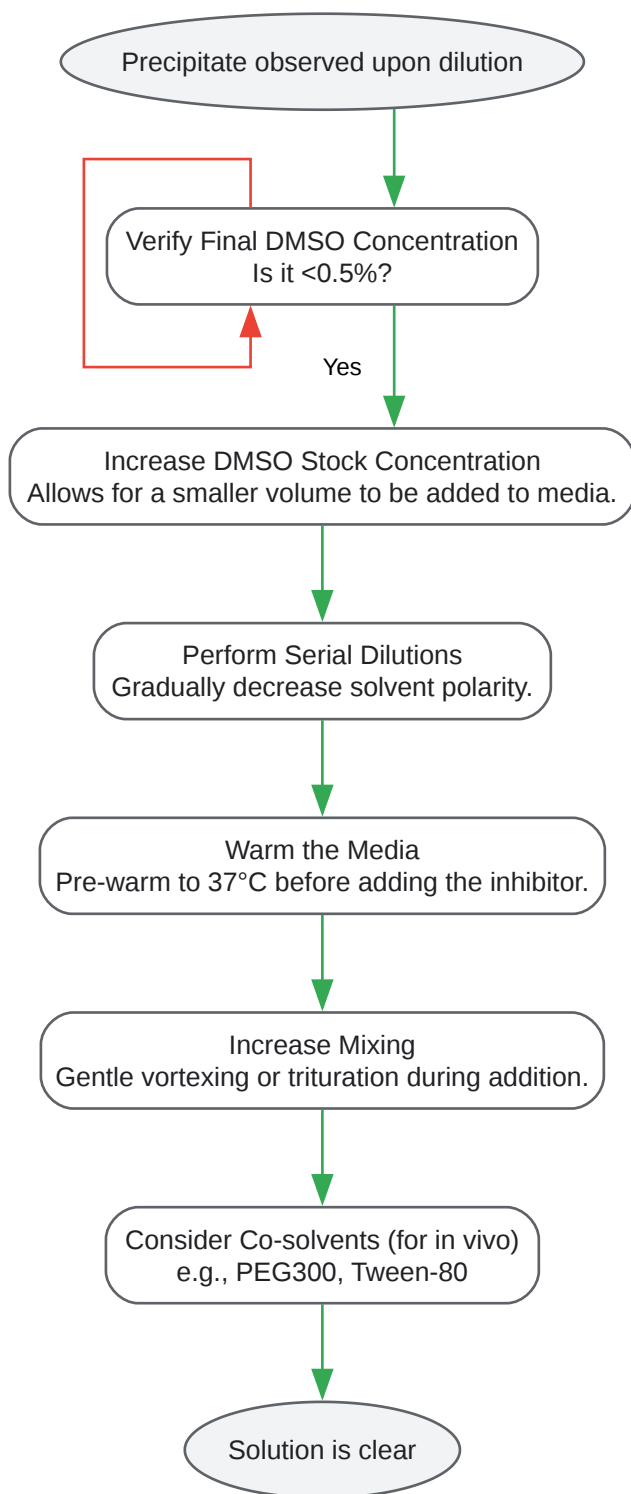 Precipitate observed upon dilution
Verify Final DMSO Concentration
Is it <0.5%?
Yes
Increase DMSO Stock Concentration
Allows for a smaller volume to be added to media.
Perform Serial Dilutions
Gradually decrease solvent polarity.
Warm the Media
Pre-warm to 37°C before adding the inhibitor.
Increase Mixing
Gentle vortexing or trituration during addition.
Consider Co-solvents (for in vivo)
e.g., PEG300, Tween-80
Solution is clear